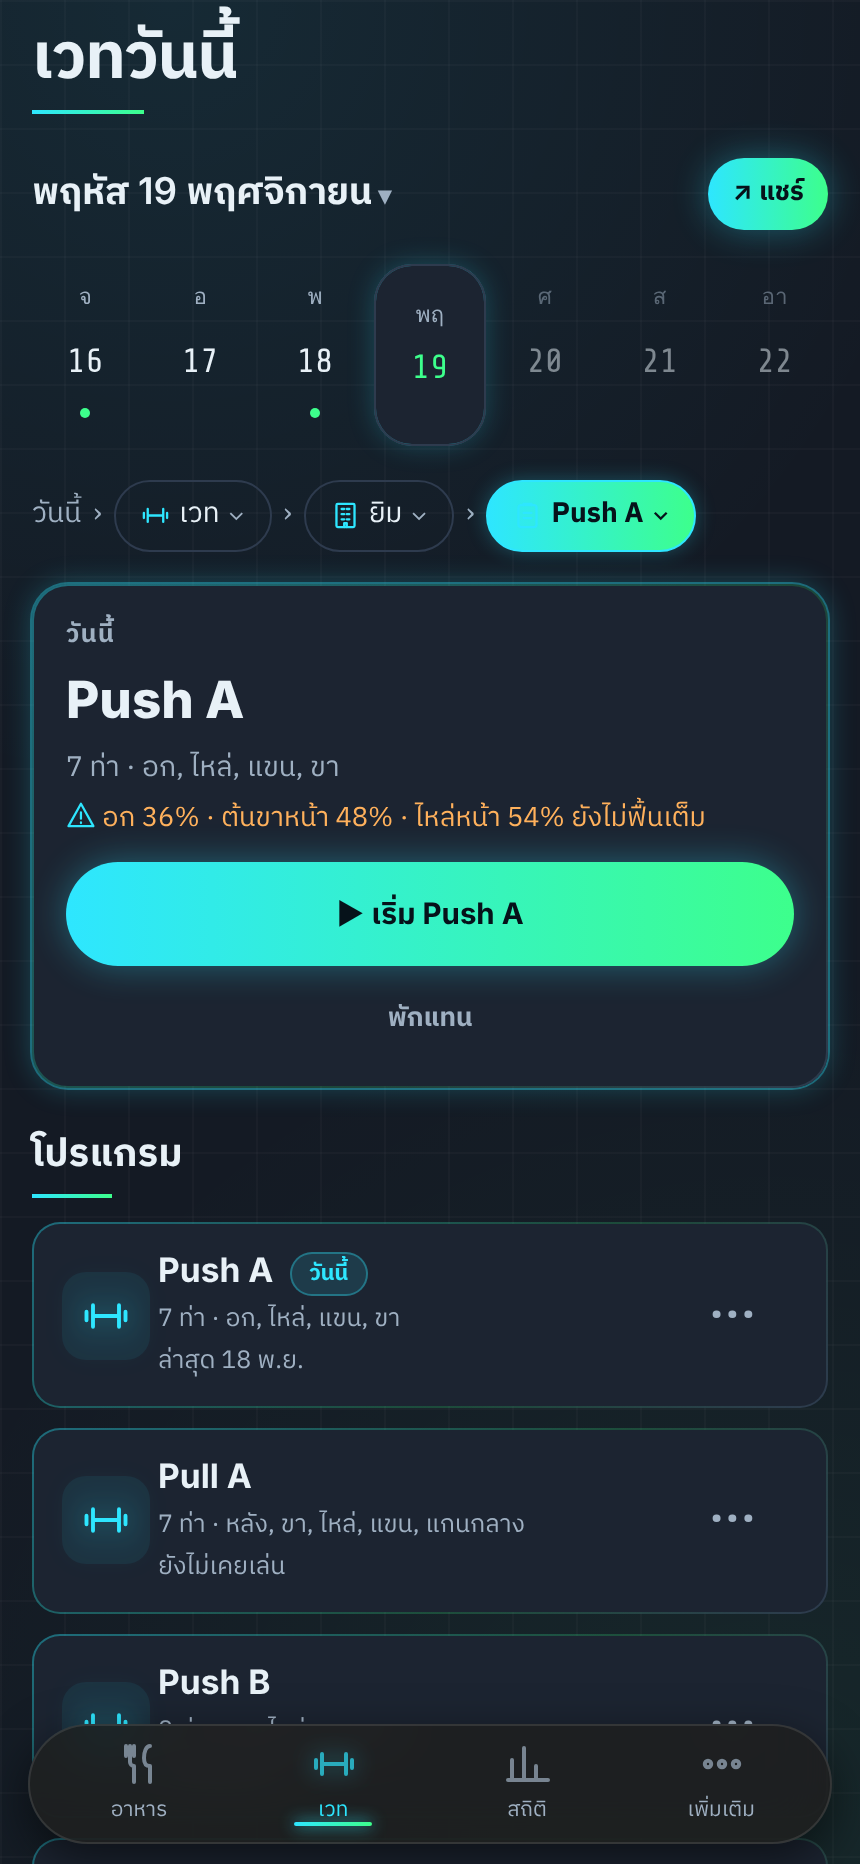 เวทวันนี้
พฤหัส 19 พฤศจิกายน ▾
↗ แชร์
จ อ พ พฤ ศ ส อา
16 17 18 19 20 21 22
วันนี้ › เวท › ยิม › Push A
วันนี้
Push A
7 ท่า · อก, ไหล่, แขน, ขา
อก 36% · ต้นขาหน้า 48% · ไหล่หน้า 54% ยังไม่ฟื้นเต็ม
▶ เริ่ม Push A
พักแทน
โปรแกรม
Push A วันนี้
7 ท่า · อก, ไหล่, แขน, ขา
ล่าสุด 18 พ.ย.
Pull A
7 ท่า · หลัง, ขา, ไหล่, แขน, แกนกลาง
ยังไม่เคยเล่น
Push B
อาหาร เวท สถิติ เพิ่มเติม